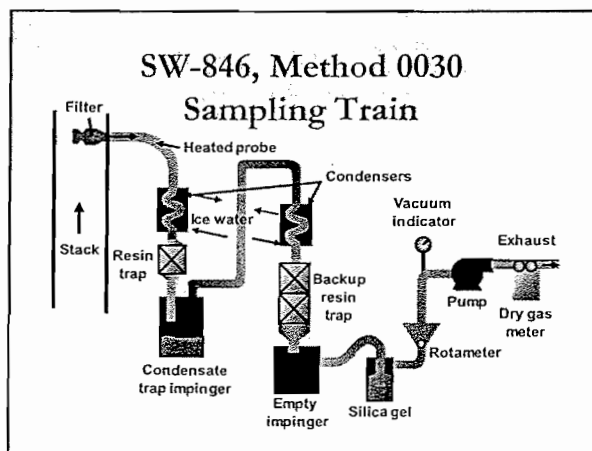 SW-846, Method 0030
Sampling Train
Filter
Heated probe
Condensers
Ice water
Vacuum
indicator
Exhaust
Stack
Resin
trap
Backup
resin
trap
Pump
Dry gas
meter
Rotameter
Condensate
trap impinger
Empty
impinger
Silica gel